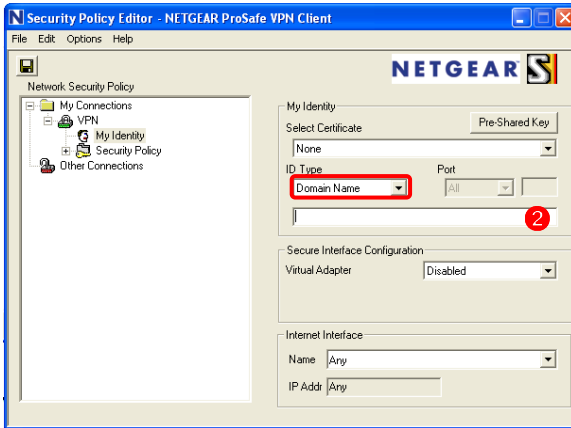 N Security Policy Editor - NETGEAR ProSafe VPN Client
File Edit Options Help
NETGEAR
Network Security Policy
My Connections
VPN
My Identity
Security Policy
Other Connections
My Identity
Select Certificate
Pre-Shared Key
None
ID Type
Port
Domain Name
All
2
Secure Interface Configuration
Virtual Adapter
Disabled
Internet Interface
Name
Any
IP Addr
Any